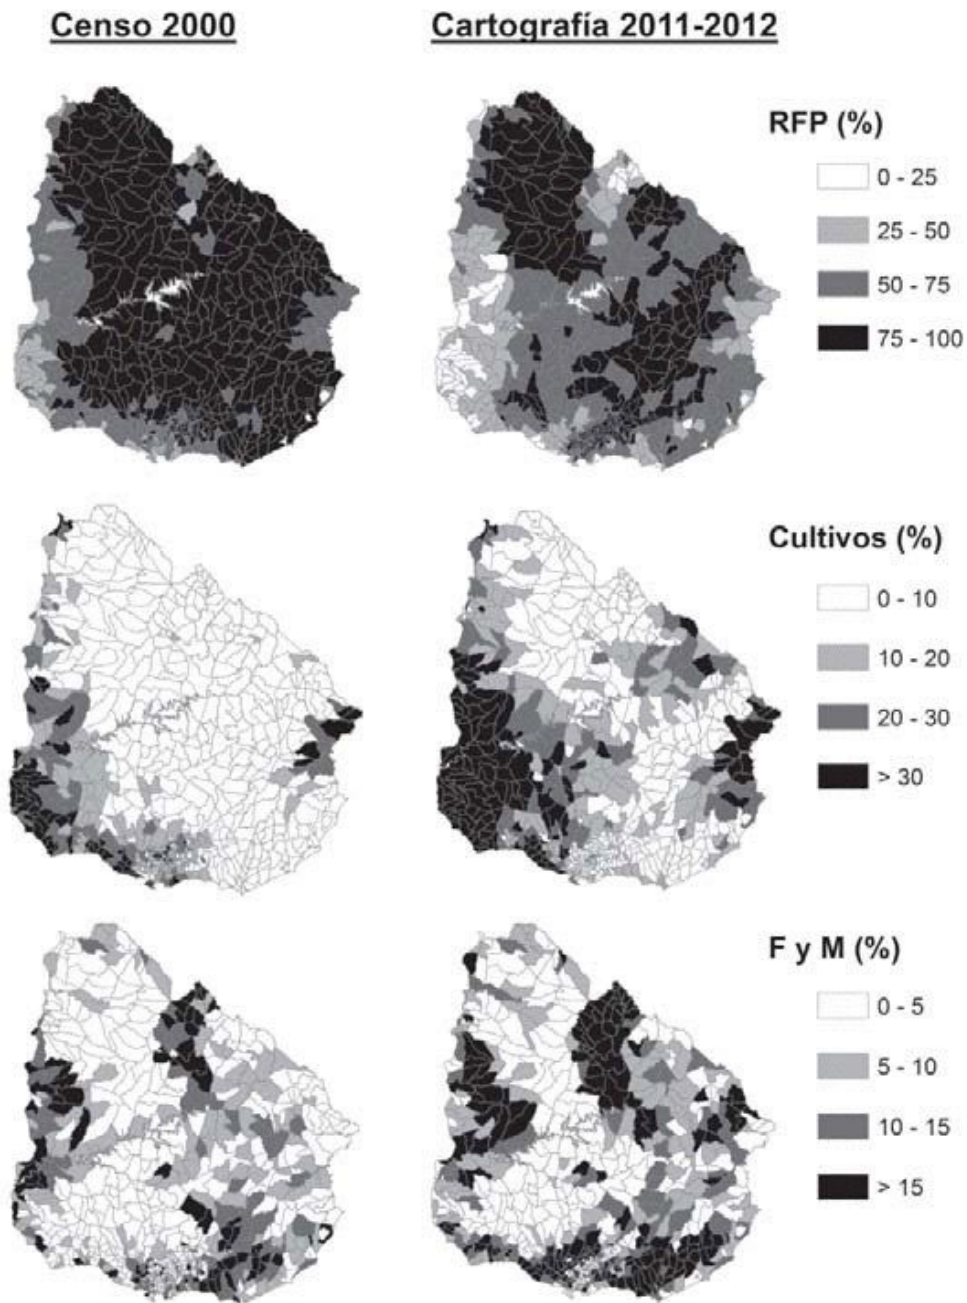 Censo 2000
Cartografía 2011-2012
RFP (%)
0 - 25
25 - 50
50 - 75
75 - 100
Cultivos (%)
0 - 10
10 - 20
20 - 30
> 30
F y M (%)
0 - 5
5 - 10
10 - 15
> 15